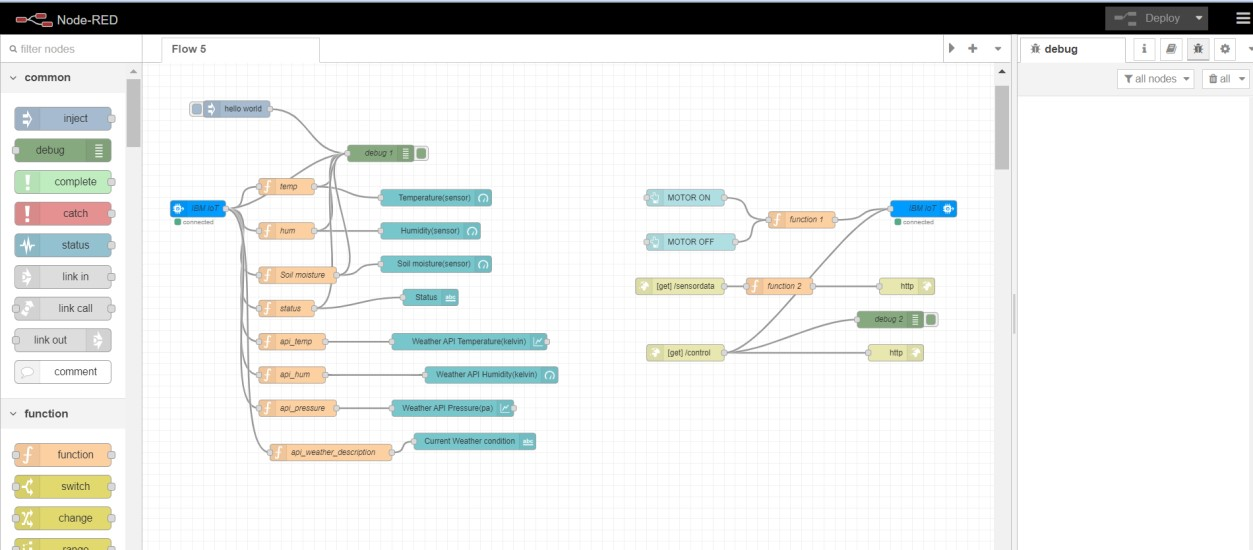 Node-RED
Deploy
filter nodes
Flow 5
debug
i
all nodes
all
common
inject
debug
complete
catch
status
link in
link call
link out
comment
function
function
switch
change
range
hello world
debug 1
IBM IoT
connected
temp
Temperature(sensor)
hum
Humidity(sensor)
Soil moisture
Soil moisture(sensor)
status
Status
abc
api_temp
Weather API Temperature(kelvin)
api_hum
Weather API Humidity(kelvin)
api_pressure
Weather API Pressure(pa)
api_weather_description
Current Weather condition
abc
MOTOR ON
MOTOR OFF
function 1
IBM IoT
connected
[get] /sensordata
function 2
http
debug 2
[get] /control
http